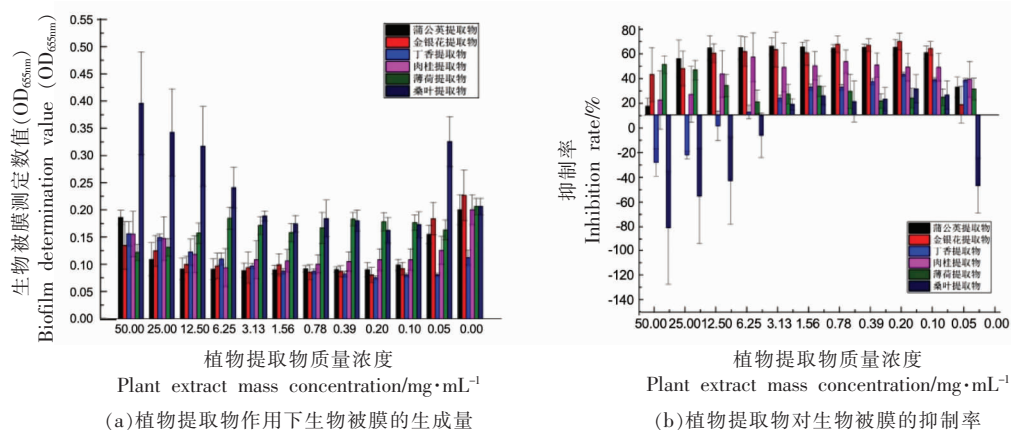 生物被膜测定数值(OD655nm)
Biofilm determination value (OD655nm)
0.55
0.50
0.45
0.40
0.35
0.30
0.25
0.20
0.15
0.10
0.05
0.00
蒲公英提取物
金银花提取物
丁香提取物
肉桂提取物
薄荷提取物
桑叶提取物
50.00 25.00 12.50 6.25 3.13 1.56 0.78 0.39 0.20 0.10 0.05 0.00
植物提取物质量浓度
Plant extract mass concentration/mg·mL⁻¹
(a)植物提取物作用下生物被膜的生成量
抑制率
Inhibition rate/%
80
60
40
20
0
-20
-40
-60
-80
-100
-120
-140
蒲公英提取物
金银花提取物
丁香提取物
肉桂提取物
薄荷提取物
桑叶提取物
50.00 25.00 12.50 6.25 3.13 1.56 0.78 0.39 0.20 0.10 0.05 0.00
植物提取物质量浓度
Plant extract mass concentration/mg·mL⁻¹
(b)植物提取物对生物被膜的抑制率